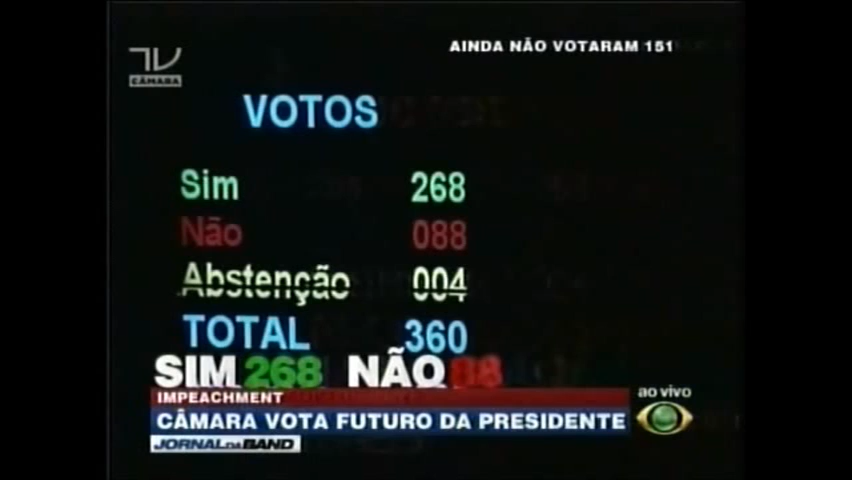 AINDA NÃO VOTARAM 151
TV
CÂMARA
VOTOS
Sim 268
Não 088
Abstenção 004
TOTAL 360
SIM 268 NÃO 88
IMPEACHMENT
ao vivo
CÂMARA VOTA FUTURO DA PRESIDENTE
JORNAL DA BAND